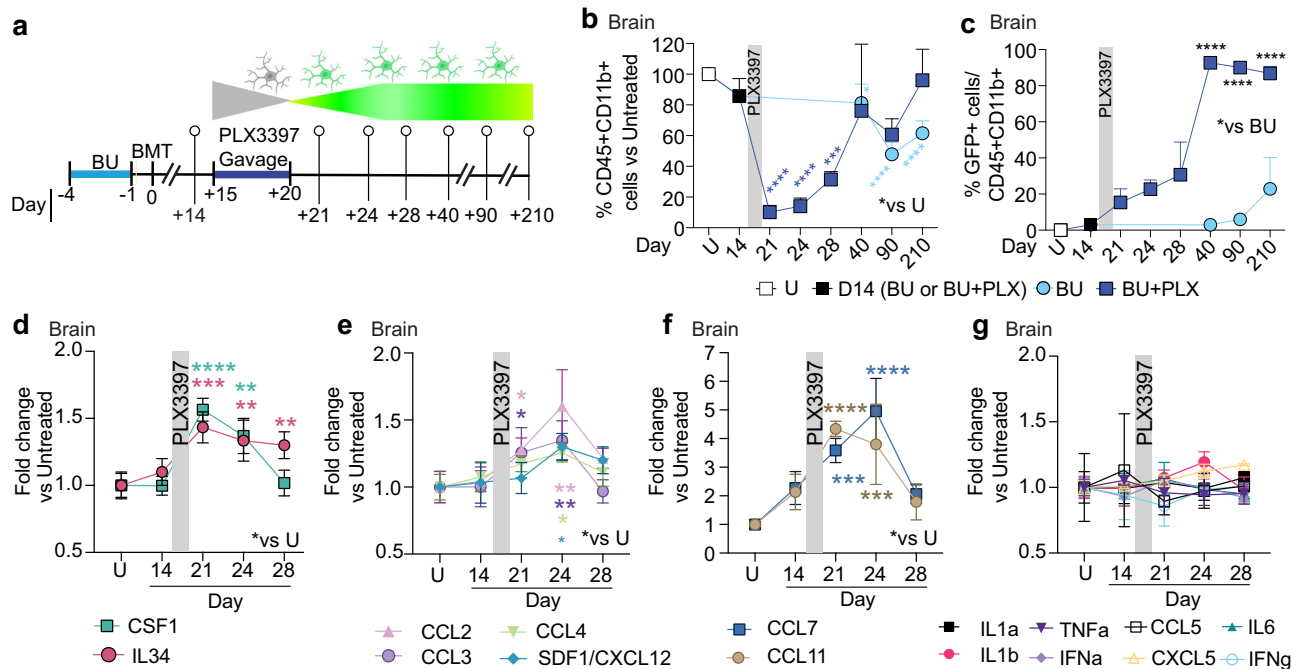 a
BU
BMT
PLX3397
Gavage
Day
-4
-1
0
+14
+15
+20
+21
+24
+28
+40
+90
+210
b
Brain
% CD45+CD11b+
cells vs Untreated
120
100
80
60
40
20
0
PLX3397
*
****
****
****
****
****
*vs U
Day
U
14
21
24
28
40
90
210
c
Brain
% GFP+ cells/
CD45+CD11b+
100
80
60
40
20
0
PLX3397
****
****
****
*vs BU
Day
U
14
21
24
28
40
90
210
U
D14 (BU or BU+PLX)
BU
BU+PLX
d
Brain
Fold change
vs Untreated
2.0
1.5
1.0
0.5
PLX3397
****
***
**
**
**
*vs U
U
14
21
24
28
Day
CSF1
IL34
e
Brain
Fold change
vs Untreated
2.0
1.5
1.0
0.5
PLX3397
*
*
**
**
*
*
*vs U
U
14
21
24
28
Day
CCL2
CCL4
CCL3
SDF1/CXCL12
f
Brain
Fold change
vs Untreated
7
6
5
4
3
2
1
0
PLX3397
****
****
***
***
*vs U
U
14
21
24
28
Day
CCL7
CCL11
g
Brain
Fold change
vs Untreated
2.0
1.5
1.0
0.5
PLX3397
U
14
21
24
28
Day
IL1a
TNFa
CCL5
IL6
IL1b
IFNa
CXCL5
IFNg